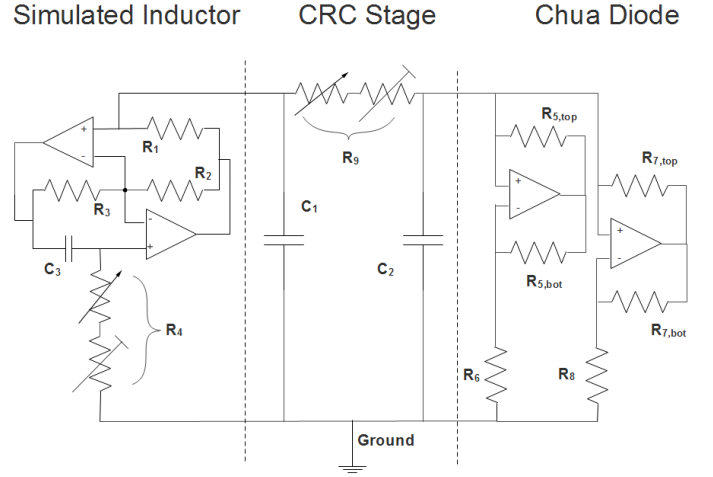 Simulated Inductor CRC Stage Chua Diode
R5,top
+
R1
R7,top
-
R2
R9
+
R3
C1
-
+
-
-
+
C3
C2
R5,bot
R4
R7,bot
R6
R8
Ground